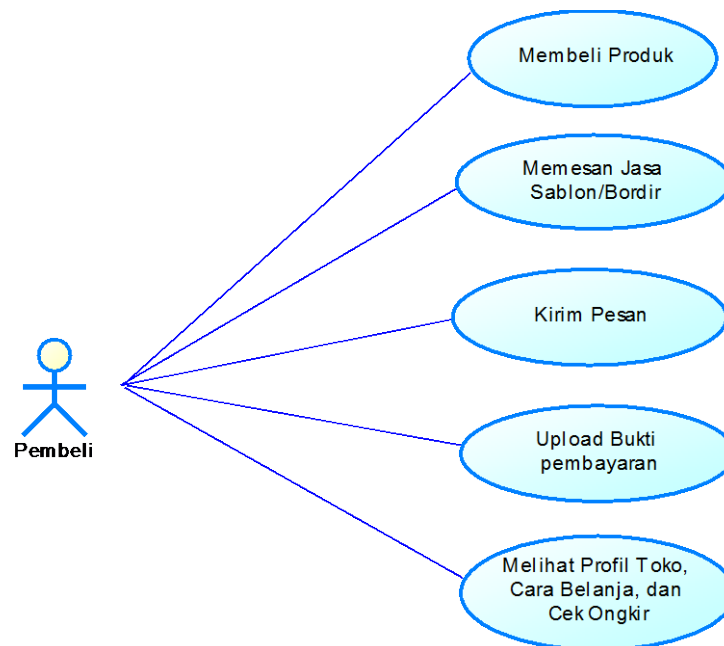 Membeli Produk
Memesan Jasa
Sablon/Bordir
Kirim Pesan
Pembeli
Upload Bukti
pembayaran
Melihat Profil Toko,
Cara Belanja, dan
Cek Ongkir